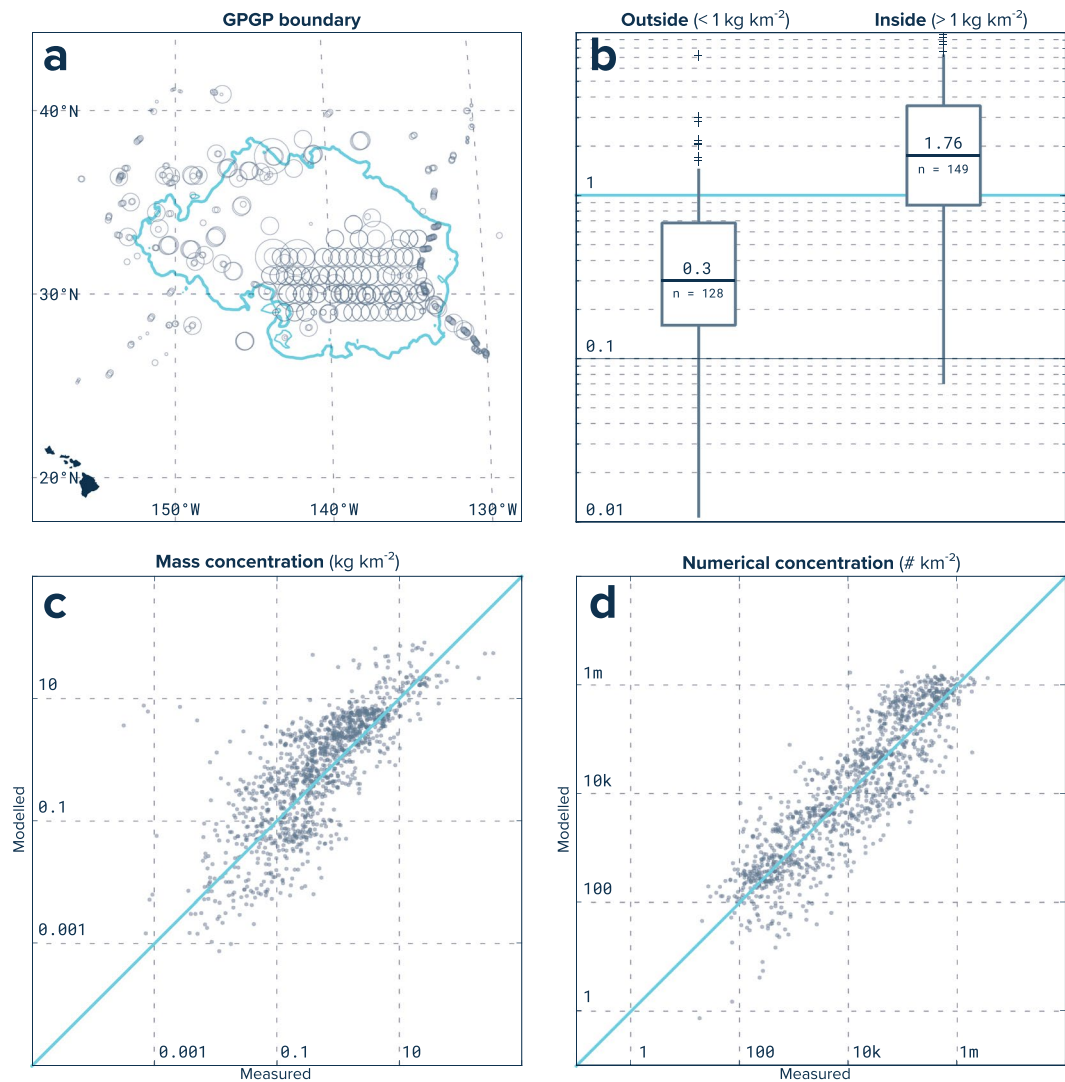 GPGP boundary
a
40°N
30°N
20°N
150°W 140°W 130°W
Outside (< 1 kg km-2) Inside (> 1 kg km-2)
b
1.76
n = 149
1
0.3
n = 128
0.1
0.01
Mass concentration (kg km-2)
c
10
0.1
0.001
Modelled
0.001 0.1 10
Measured
Numerical concentration (# km-2)
d
1m
10k
100
1
Modelled
1 100 10k 1m
Measured